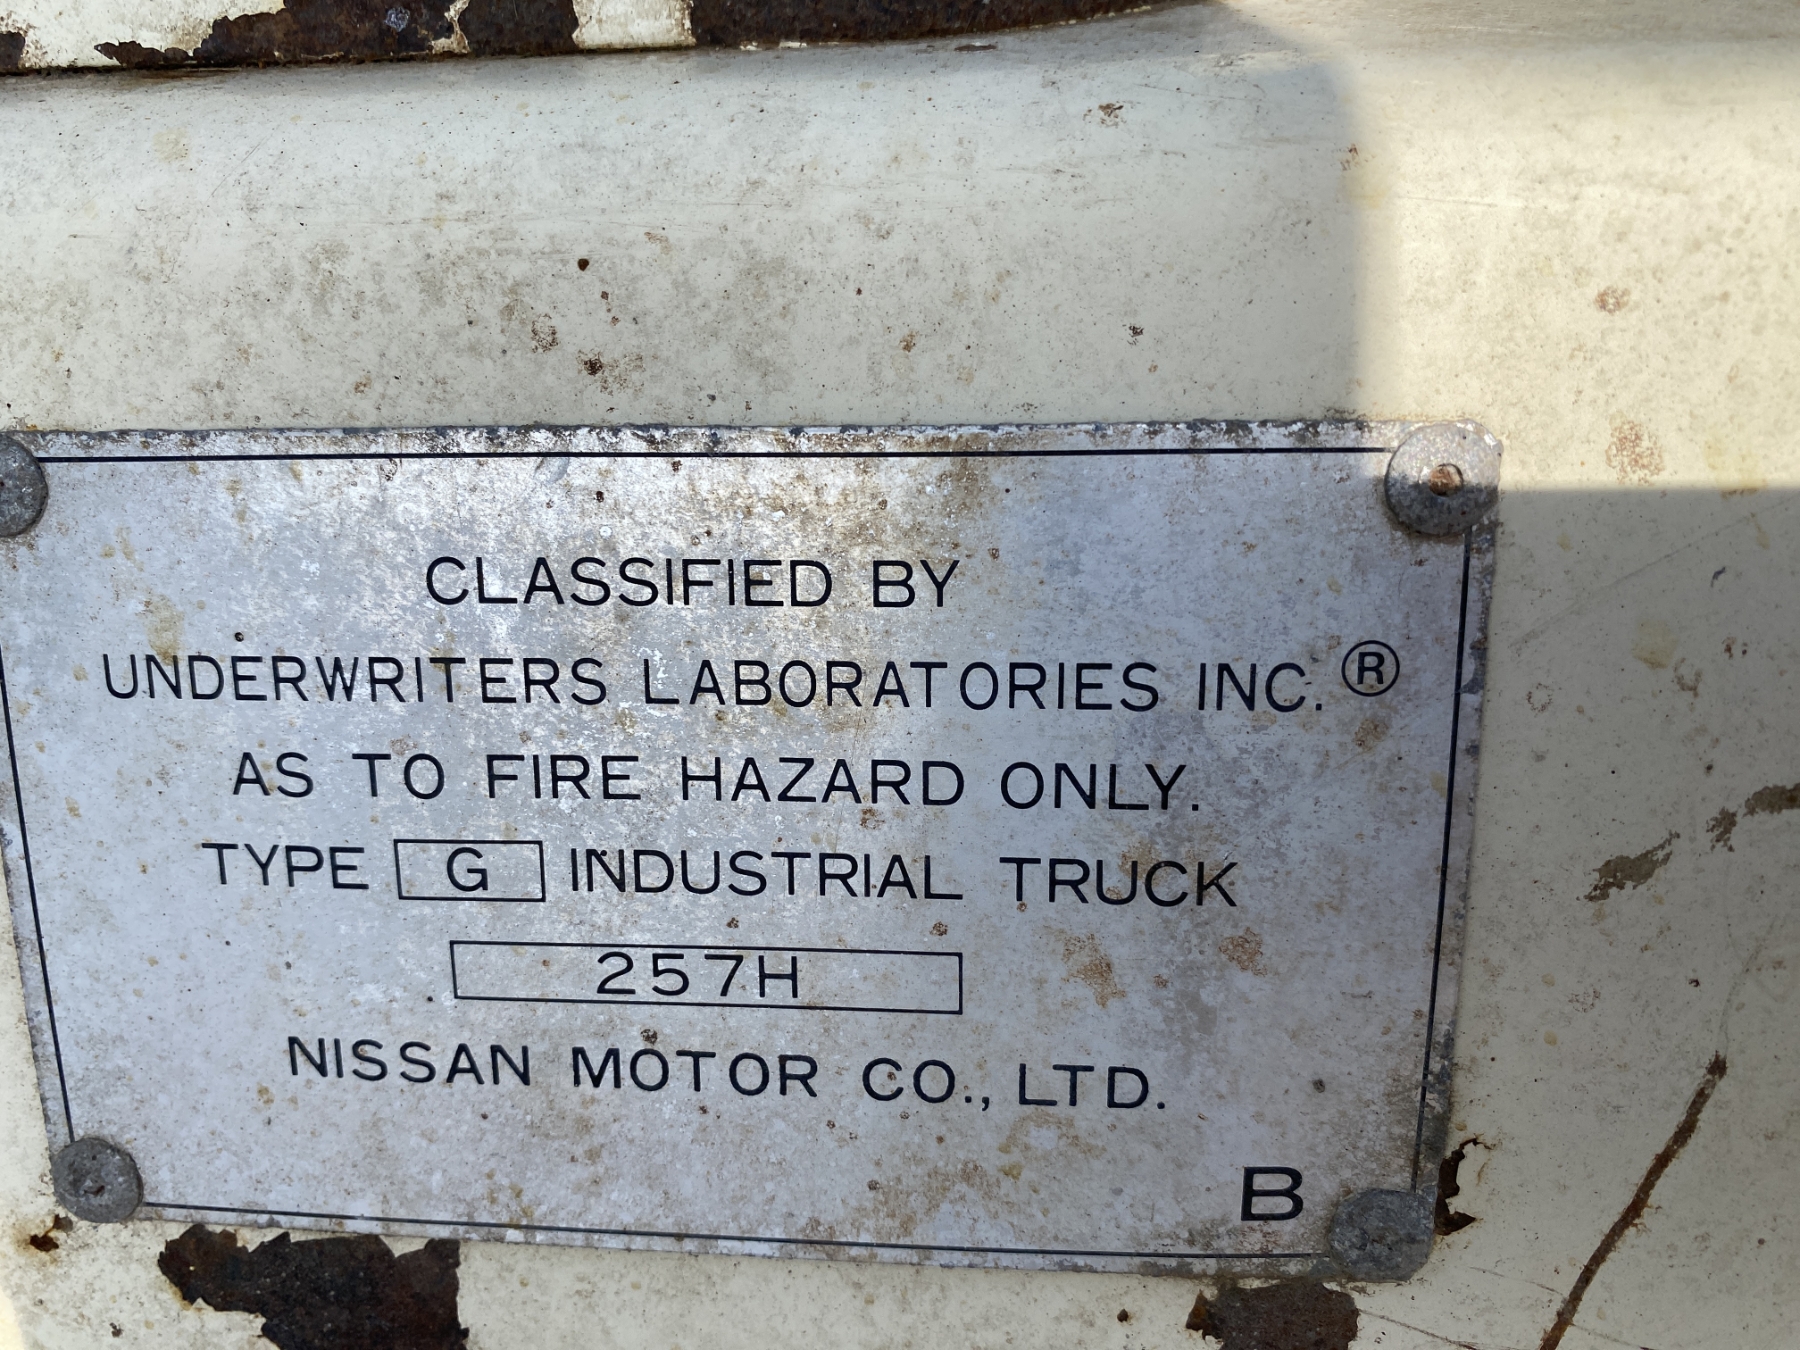 CLASSIFIED BY
UNDERWRITERS LABORATORIES INC.®
AS TO FIRE HAZARD ONLY.
TYPE G INDUSTRIAL TRUCK
257H
NISSAN MOTOR CO., LTD.
B